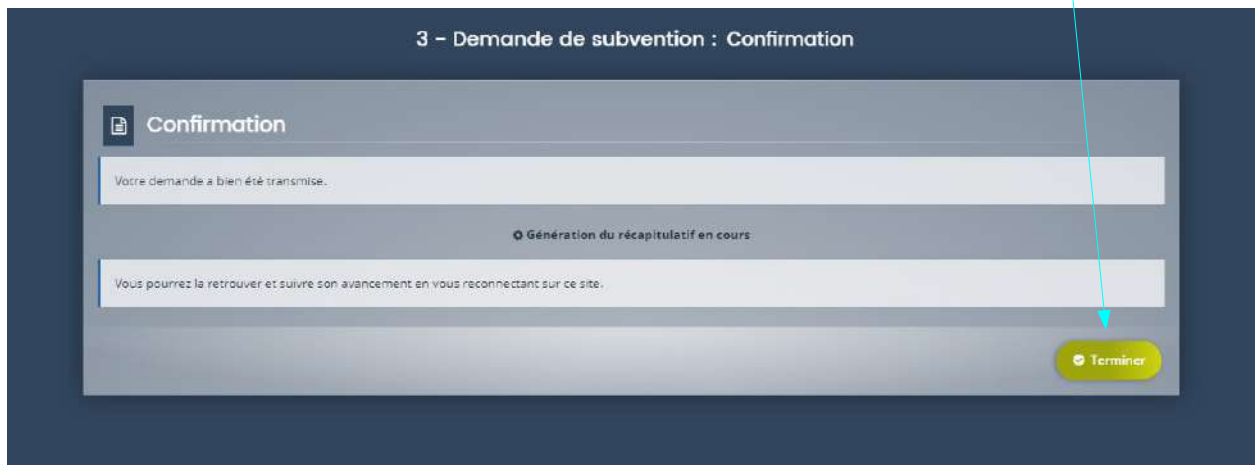 3 - Demande de subvention : Confirmation
Confirmation
Votre demande a bien été transmise.
Génération du récapitulatif en cours
Vous pourrez la retrouver et suivre son avancement en vous reconnectant sur ce site.
Terminer